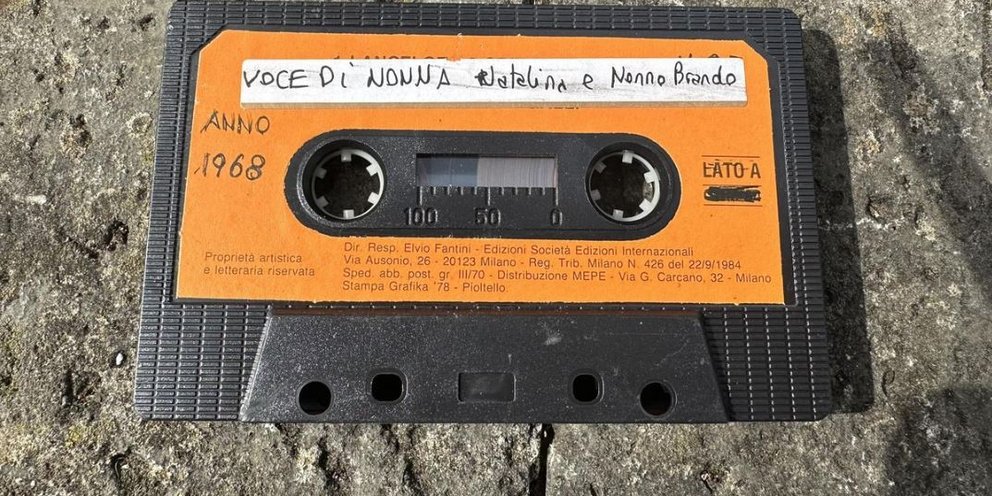 VOCE DI NONNA Natalina e Nonno Brando
ANNO
1968
LATO A
100 50 0
Proprietà artistica
e letteraria riservata
Dir. Resp. Elvio Fantini - Edizioni Società Edizioni Internazionali
Via Ausonio, 26 - 20123 Milano - Reg. Trib. Milano N. 426 del 22/9/1984
Sped. abb. post. gr. III/70 - Distribuzione MEPE - Via G. Carcano, 32 - Milano
Stampa Grafika '78 - Pioltello.